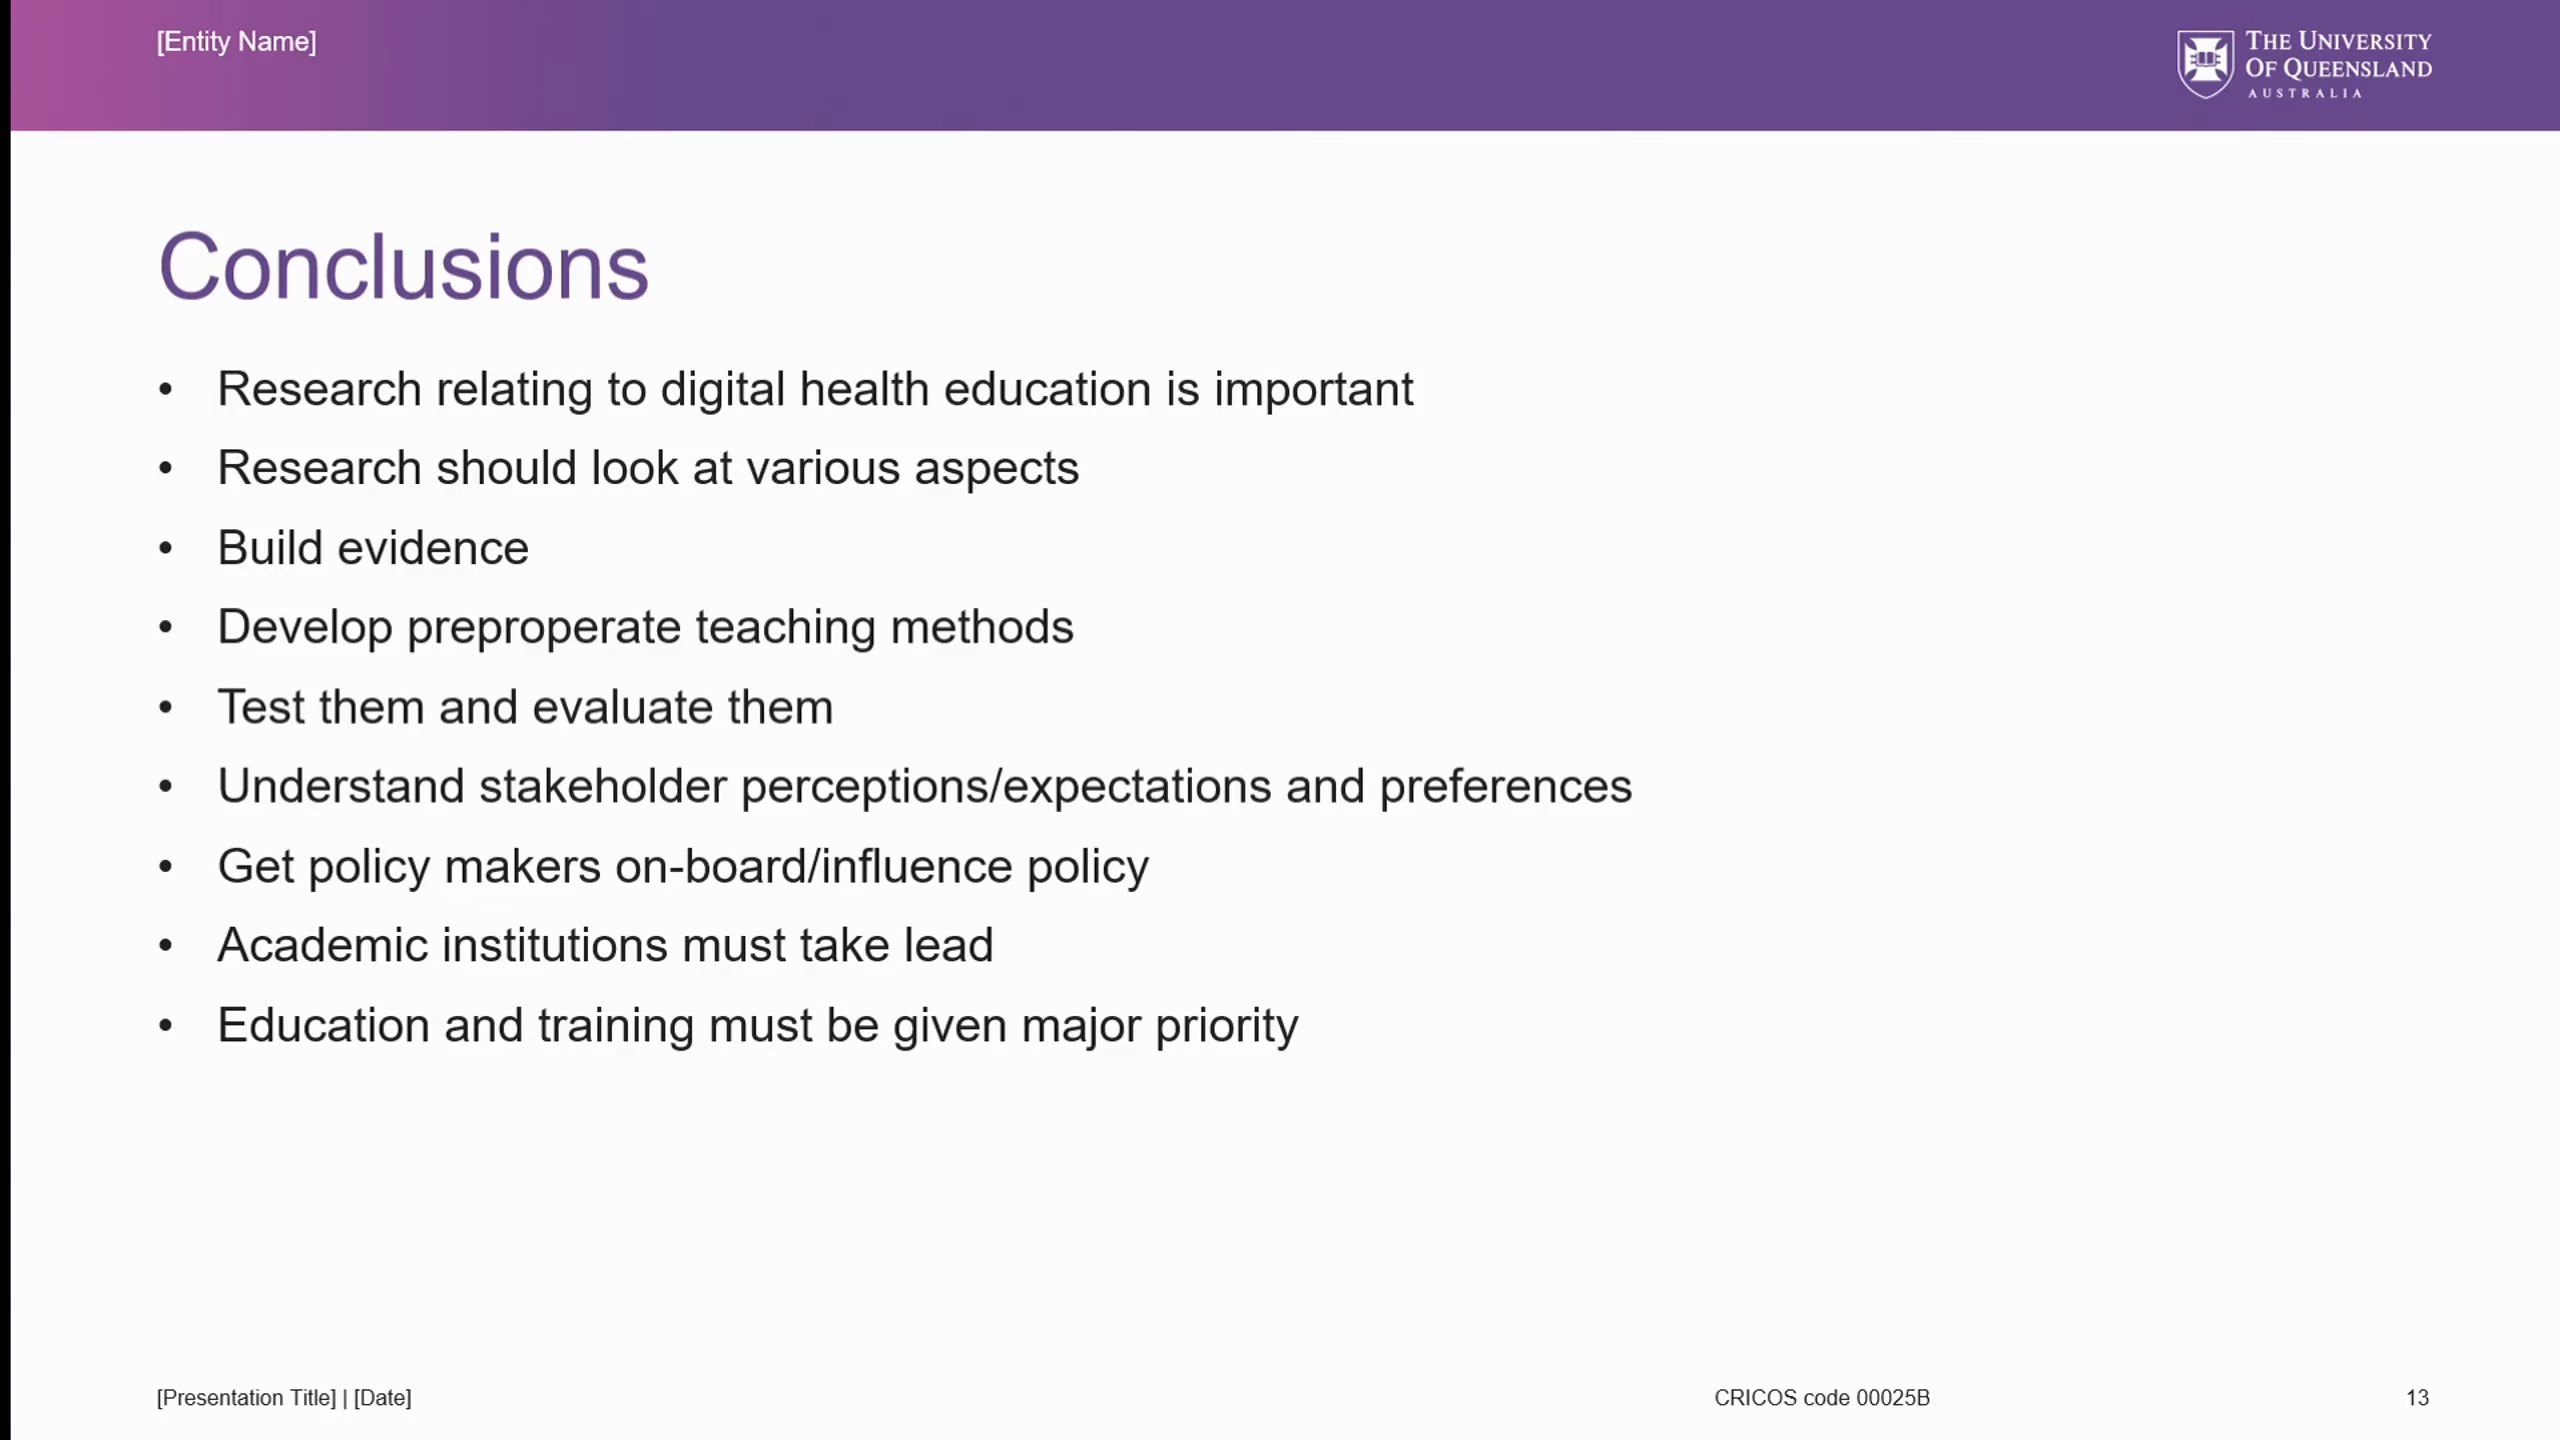 [Entity Name]
THE UNIVERSITY
OF QUEENSLAND
AUSTRALIA
Conclusions
• Research relating to digital health education is important
• Research should look at various aspects
• Build evidence
• Develop preproperate teaching methods
• Test them and evaluate them
• Understand stakeholder perceptions/expectations and preferences
• Get policy makers on-board/influence policy
• Academic institutions must take lead
• Education and training must be given major priority
[Presentation Title] | [Date]
CRICOS code 00025B
13